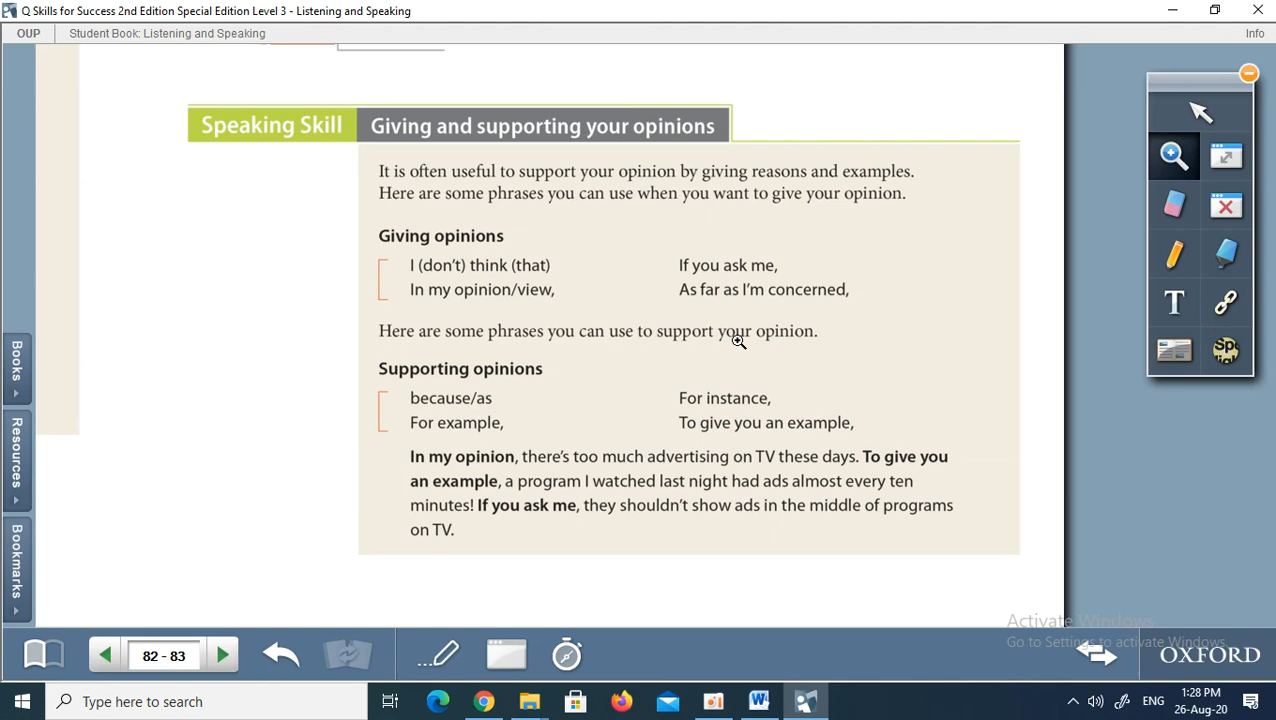 Q Skills for Success 2nd Edition Special Edition Level 3 - Listening and Speaking
OUP
Student Book: Listening and Speaking
Info
Speaking Skill
Giving and supporting your opinions
It is often useful to support your opinion by giving reasons and examples.
Here are some phrases you can use when you want to give your opinion.
Giving opinions
I (don't) think (that)
If you ask me,
In my opinion/view,
As far as I'm concerned,
Here are some phrases you can use to support your opinion.
Supporting opinions
because/as
For instance,
For example,
To give you an example,
In my opinion, there's too much advertising on TV these days. To give you
an example, a program I watched last night had ads almost every ten
minutes! If you ask me, they shouldn't show ads in the middle of programs
on TV.
Books
Resources
Bookmarks
T
Activate Windows
Go to Settings to activate Windows.
82 - 83
OXFORD
Type here to search
ENG
1:28 PM
26-Aug-20